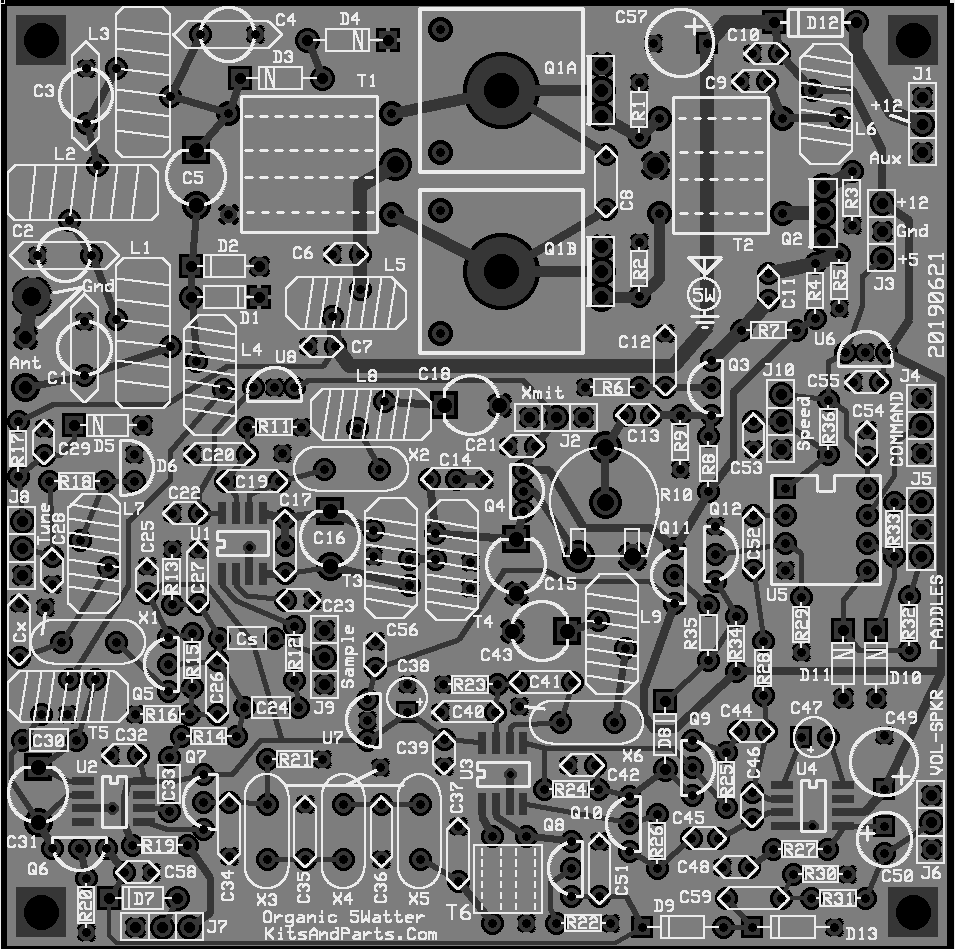 L3
C4
D4
C57
C10
D12
C3
D3
T1
Q1A
R1
C9
J1
+12
L6
Aux
L2
C5
C8
R3
+12
C2
L1
D2
C6
L5
Q1B
R2
T2
Q2
Gnd
+5
J3
Gnd
D1
5W
C11
R4
R5
20190621
Ant
C1
L4
U8
C7
C12
R7
U6
Q3
L8
C18
R6
J10
C55
J4
Xmit
J2
C13
Speed
R36
C54
COMMAND
R17
C29
D5
R11
C21
R9
R8
C53
D6
C20
X2
J8
R18
C19
C14
R10
J5
Tune
C28
L7
C22
C17
Q4
Q11
Q12
C52
R33
C25
U1
C16
C15
R13
C27
T3
U5
Cx
X1
C23
T4
L9
R29
R32
PADDLES
R15
Cs
R12
Sample
C56
C43
R35
R34
R28
D11
D10
Q5
C26
C38
R23
C41
T5
R16
C24
J9
C40
D8
Q9
C44
C47
C49
VOL-SPKR
C30
C32
R14
U7
C39
X6
U2
Q7
R21
U3
C42
R25
C46
U4
C33
C37
R24
Q10
C31
R19
Q8
R26
C45
Q6
C58
C34
C35
C36
C51
C48
R27
C50
J6
R20
D7
X3
X4
X5
R30
J7
Organic 5Watter
KitsAndParts.Com
T6
R22
D9
C59
R31
D13